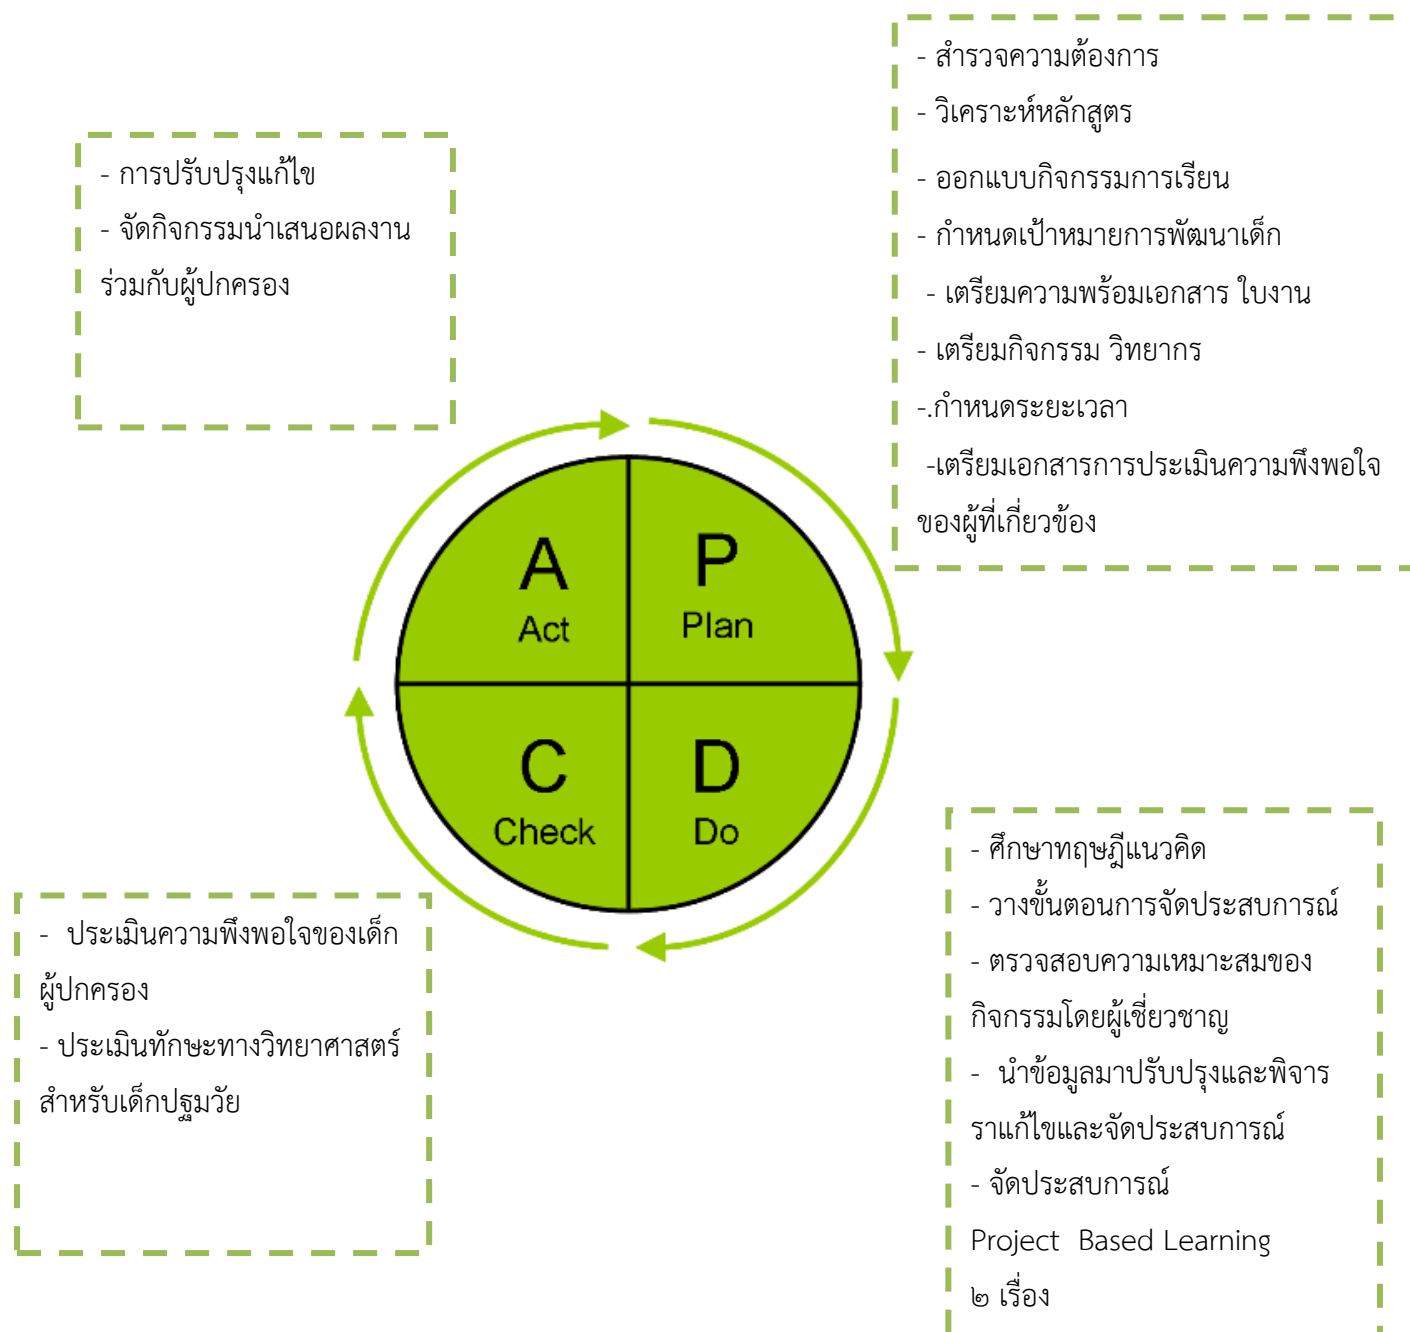 - สำรวจความต้องการ
- วิเคราะห์หลักสูตร
- ออกแบบกิจกรรมการเรียน
- กำหนดเป้าหมายการพัฒนาเด็ก
- เตรียมความพร้อมเอกสาร ใบงาน
- เตรียมกิจกรรม วิทยากร
-.กำหนดระยะเวลา
-เตรียมเอกสารการประเมินความพึงพอใจ
ของผู้ที่เกี่ยวข้อง
- การปรับปรุงแก้ไข
- จัดกิจกรรมนำเสนอผลงาน
ร่วมกับผู้ปกครอง
A
Act
P
Plan
C
Check
D
Do
- ประเมินความพึงพอใจของเด็ก
ผู้ปกครอง
- ประเมินทักษะทางวิทยาศาสตร์
สำหรับเด็กปฐมวัย
- ศึกษาทฤษฎีแนวคิด
- วางขั้นตอนการจัดประสบการณ์
- ตรวจสอบความเหมาะสมของ
กิจกรรมโดยผู้เชี่ยวชาญ
- นำข้อมูลมาปรับปรุงและพิจาร
ราแก้ไขและจัดประสบการณ์
- จัดประสบการณ์
Project Based Learning
๒ เรื่อง